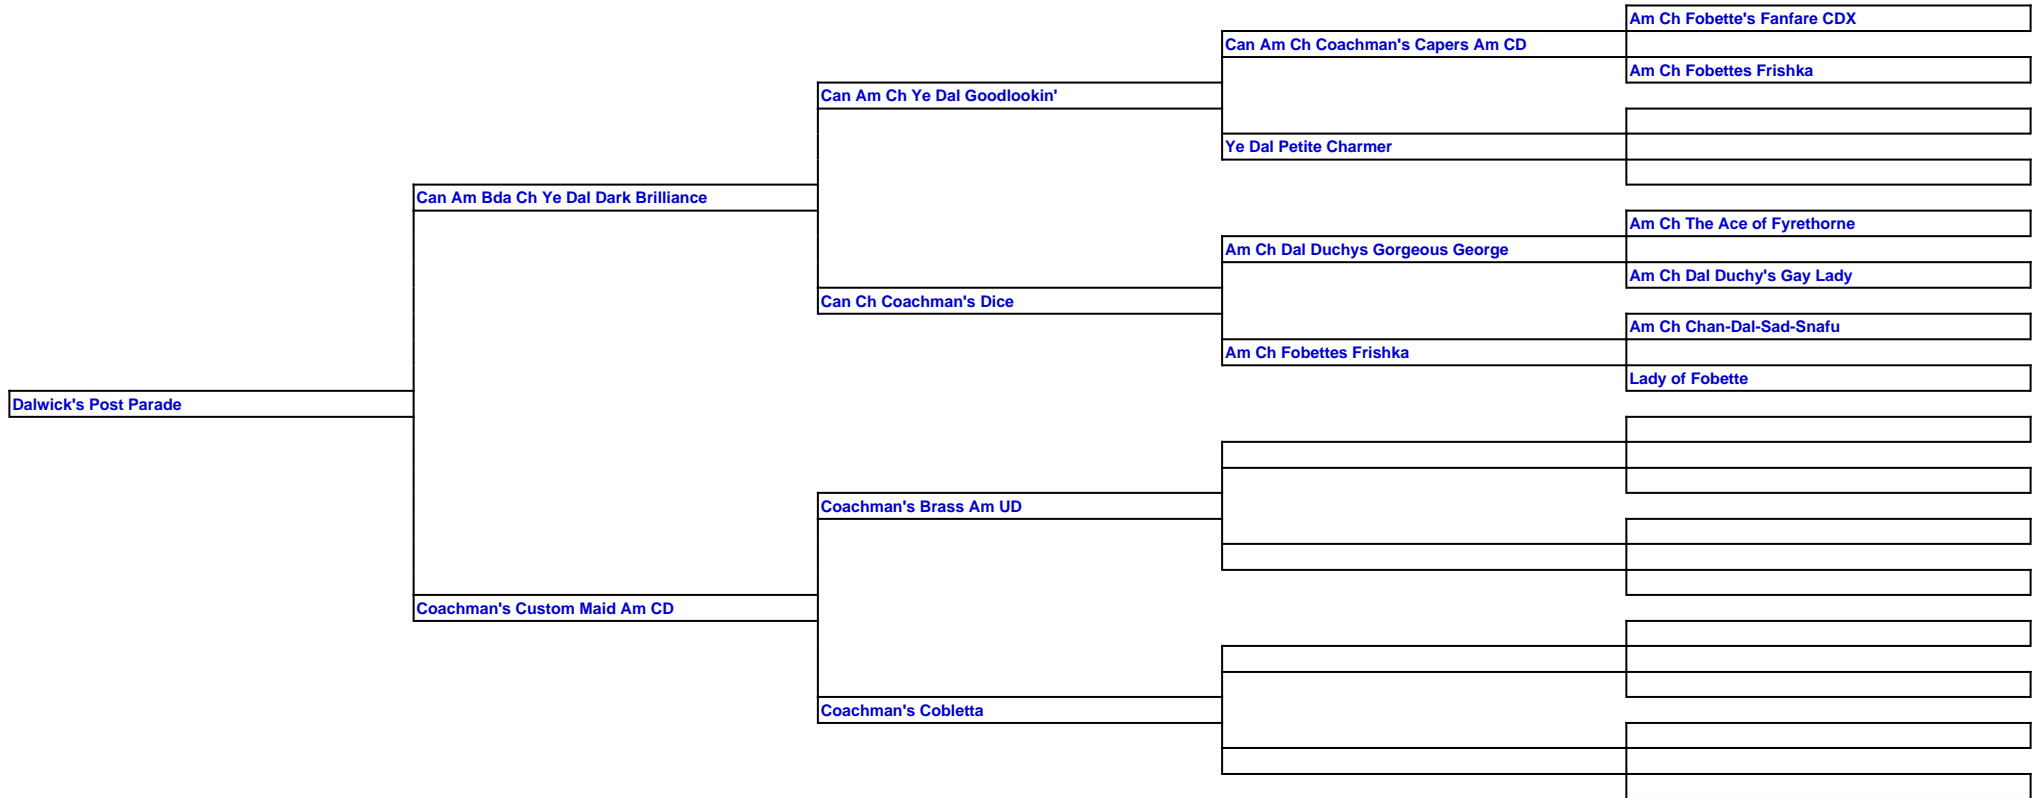 Am Ch Fobette's Fanfare CDX
Can Am Ch Coachman's Capers Am CD
Am Ch Fobettes Frishka
Can Am Ch Ye Dal Goodlookin'
Ye Dal Petite Charmer
Can Am Bda Ch Ye Dal Dark Brilliance
Am Ch The Ace of Fyrethorne
Am Ch Dal Duchys Gorgeous George
Am Ch Dal Duchy's Gay Lady
Can Ch Coachman's Dice
Am Ch Chan-Dal-Sad-Snafu
Am Ch Fobettes Frishka
Lady of Fobette
Dalwick's Post Parade
Coachman's Brass Am UD
Coachman's Custom Maid Am CD
Coachman's Cobletta